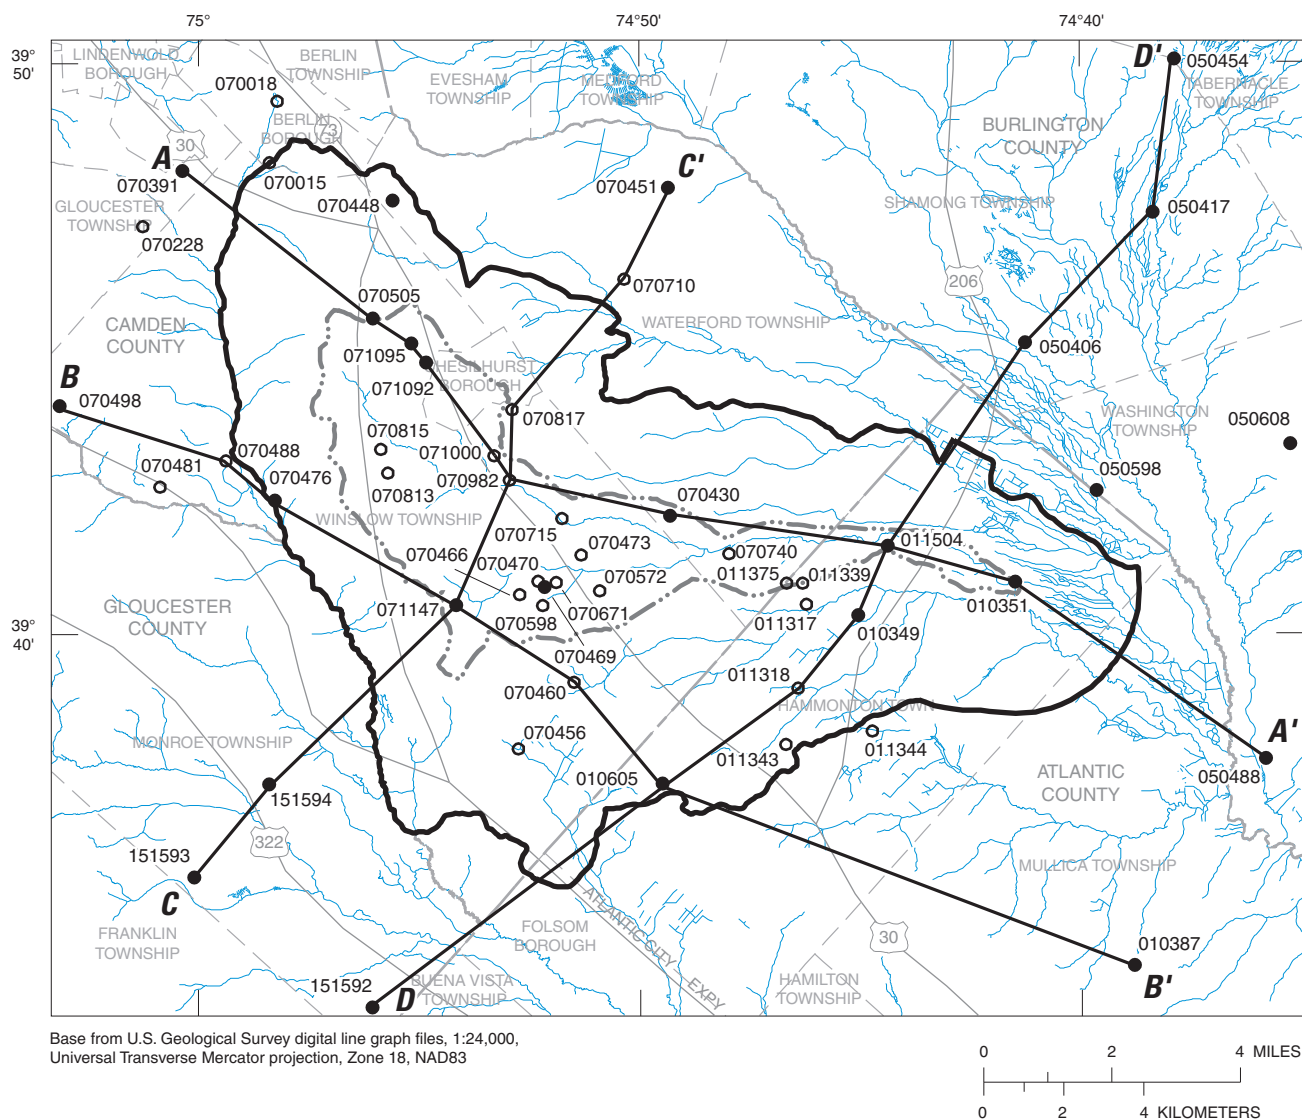 75°
74°50'
74°40'
39°
50'
LINDENWOLD
BOROUGH
BERLIN
TOWNSHIP
EVESHAM
TOWNSHIP
MEDFORD
TOWNSHIP
D'
050454
TABERNACLE
TOWNSHIP
070018
BERLIN
BOROUGH
73
30
BURLINGTON
COUNTY
A
070391
070015
C'
070451
070448
GLOUCESTER
TOWNSHIP
070228
SHAMONG TOWNSHIP
050417
070710
206
070505
CAMDEN
COUNTY
WATERFORD TOWNSHIP
050406
071095
071092
CHESILHURST
BOROUGH
B
070498
070817
WASHINGTON
TOWNSHIP
050608
070815
070488
071000
070481
070476
070813
070982
050598
070430
WINSLOW TOWNSHIP
070715
070473
070740
011504
070466
070470
070572
011375
011339
010351
071147
070598
070671
011317
010349
GLOUCESTER
COUNTY
39°
40'
070469
070460
011318
HAMMONTON TOWN
MONROE TOWNSHIP
070456
011343
011344
A'
050488
010605
ATLANTIC
COUNTY
151594
322
151593
C
MULLICA TOWNSHIP
ATLANTIC CITY EXPY
FRANKLIN
TOWNSHIP
FOLSOM
BOROUGH
30
010387
B'
151592
D
BUENA VISTA
TOWNSHIP
HAMILTON
TOWNSHIP
Base from U.S. Geological Survey digital line graph files, 1:24,000,
Universal Transverse Mercator projection, Zone 18, NAD83
0 2 4 MILES
0 2 4 KILOMETERS